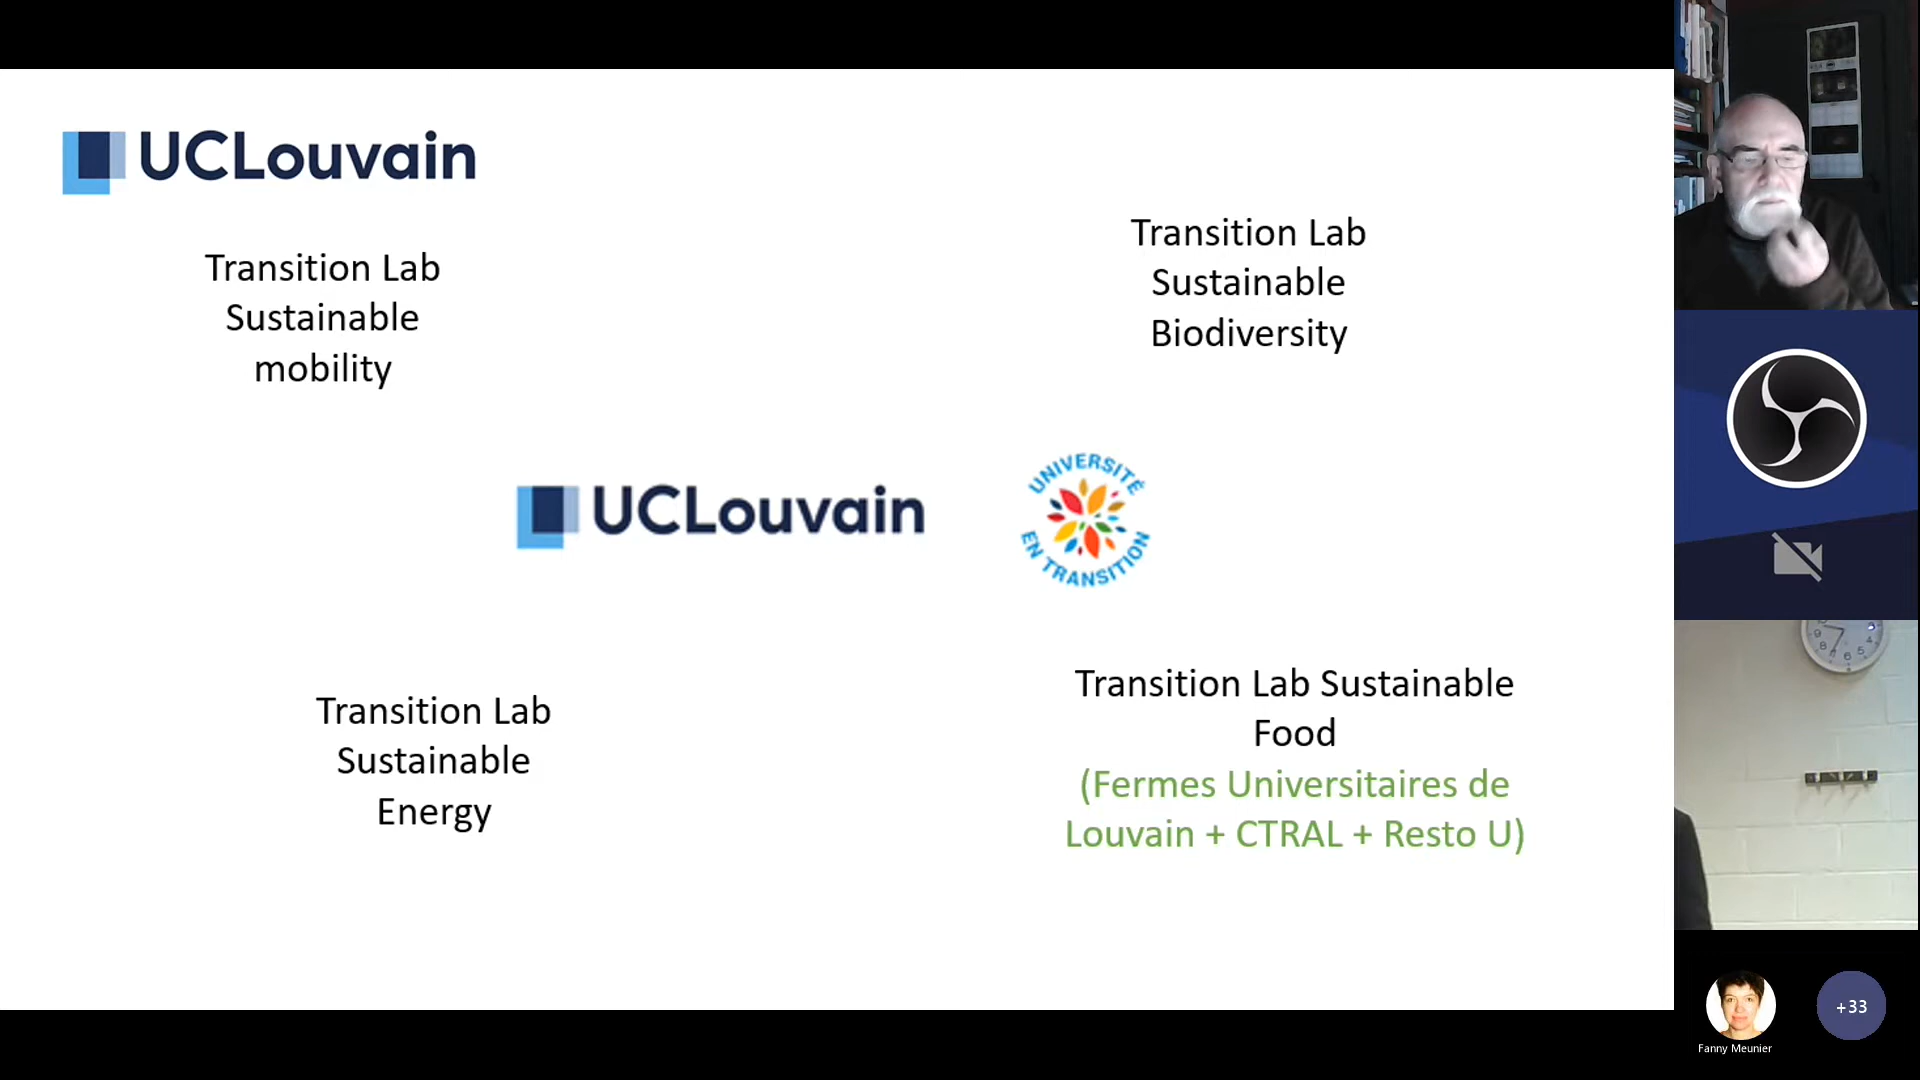 UCLouvain
Transition Lab
Sustainable
mobility
Transition Lab
Sustainable
Biodiversity
UCLouvain
UNIVERSITÉ
EN TRANSITION
Transition Lab
Sustainable
Energy
Transition Lab Sustainable
Food
(Fermes Universitaires de
Louvain + CTRAL + Resto U)
Fanny Meunier
+33